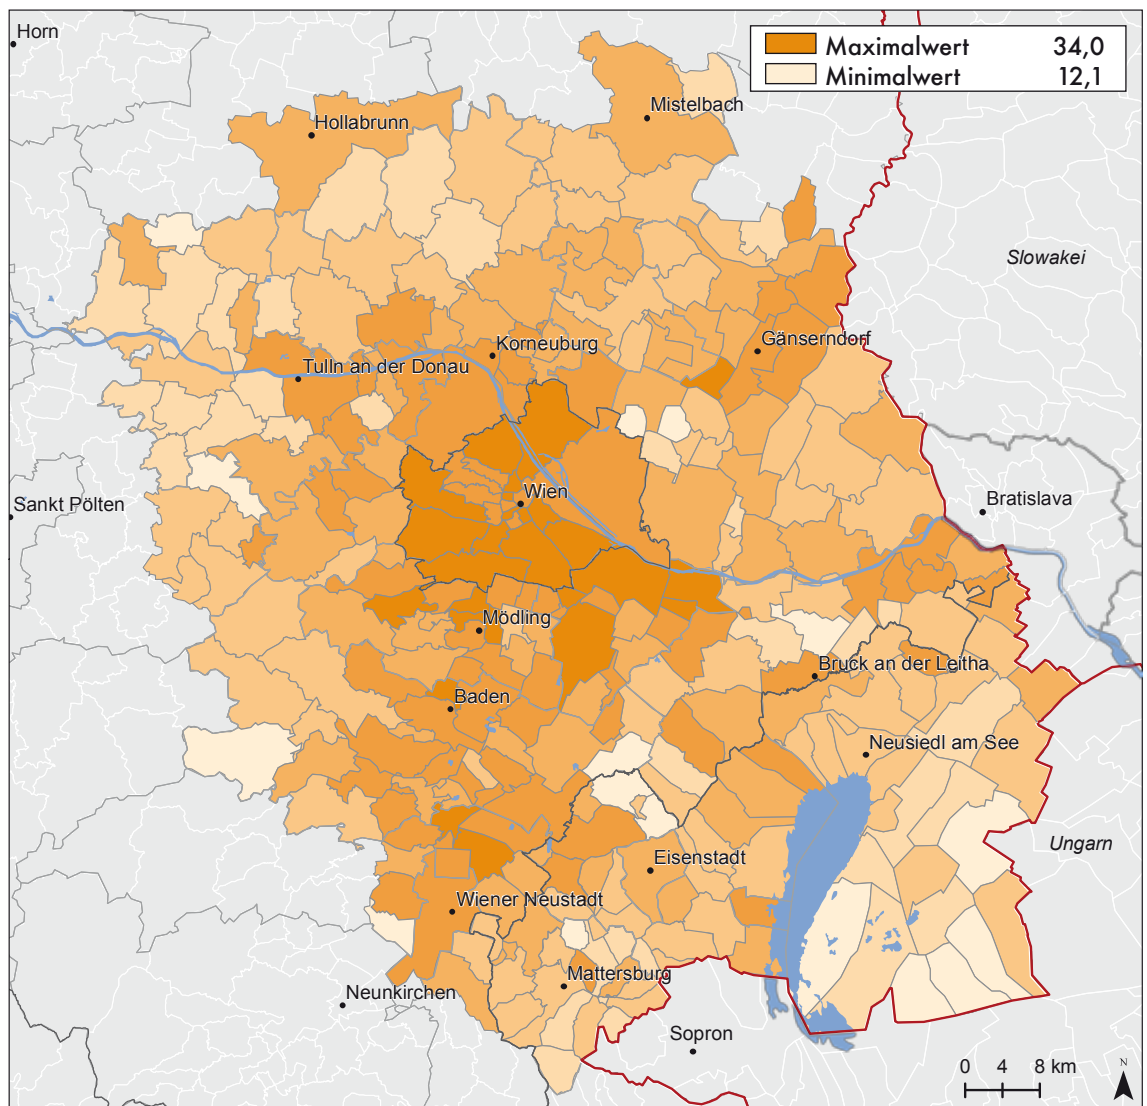 Horn
Maximalwert 34,0
Minimalwert 12,1
Mistelbach
Hollabrunn
Slowakei
Korneuburg
Gänserndorf
Tulln an der Donau
Wien
Bratislava
Sankt Pölten
Mödling
Bruck an der Leitha
Baden
Neusiedl am See
Ungarn
Eisenstadt
Wiener Neustadt
Mattersburg
Neunkirchen
Sopron
0 4 8 km
N